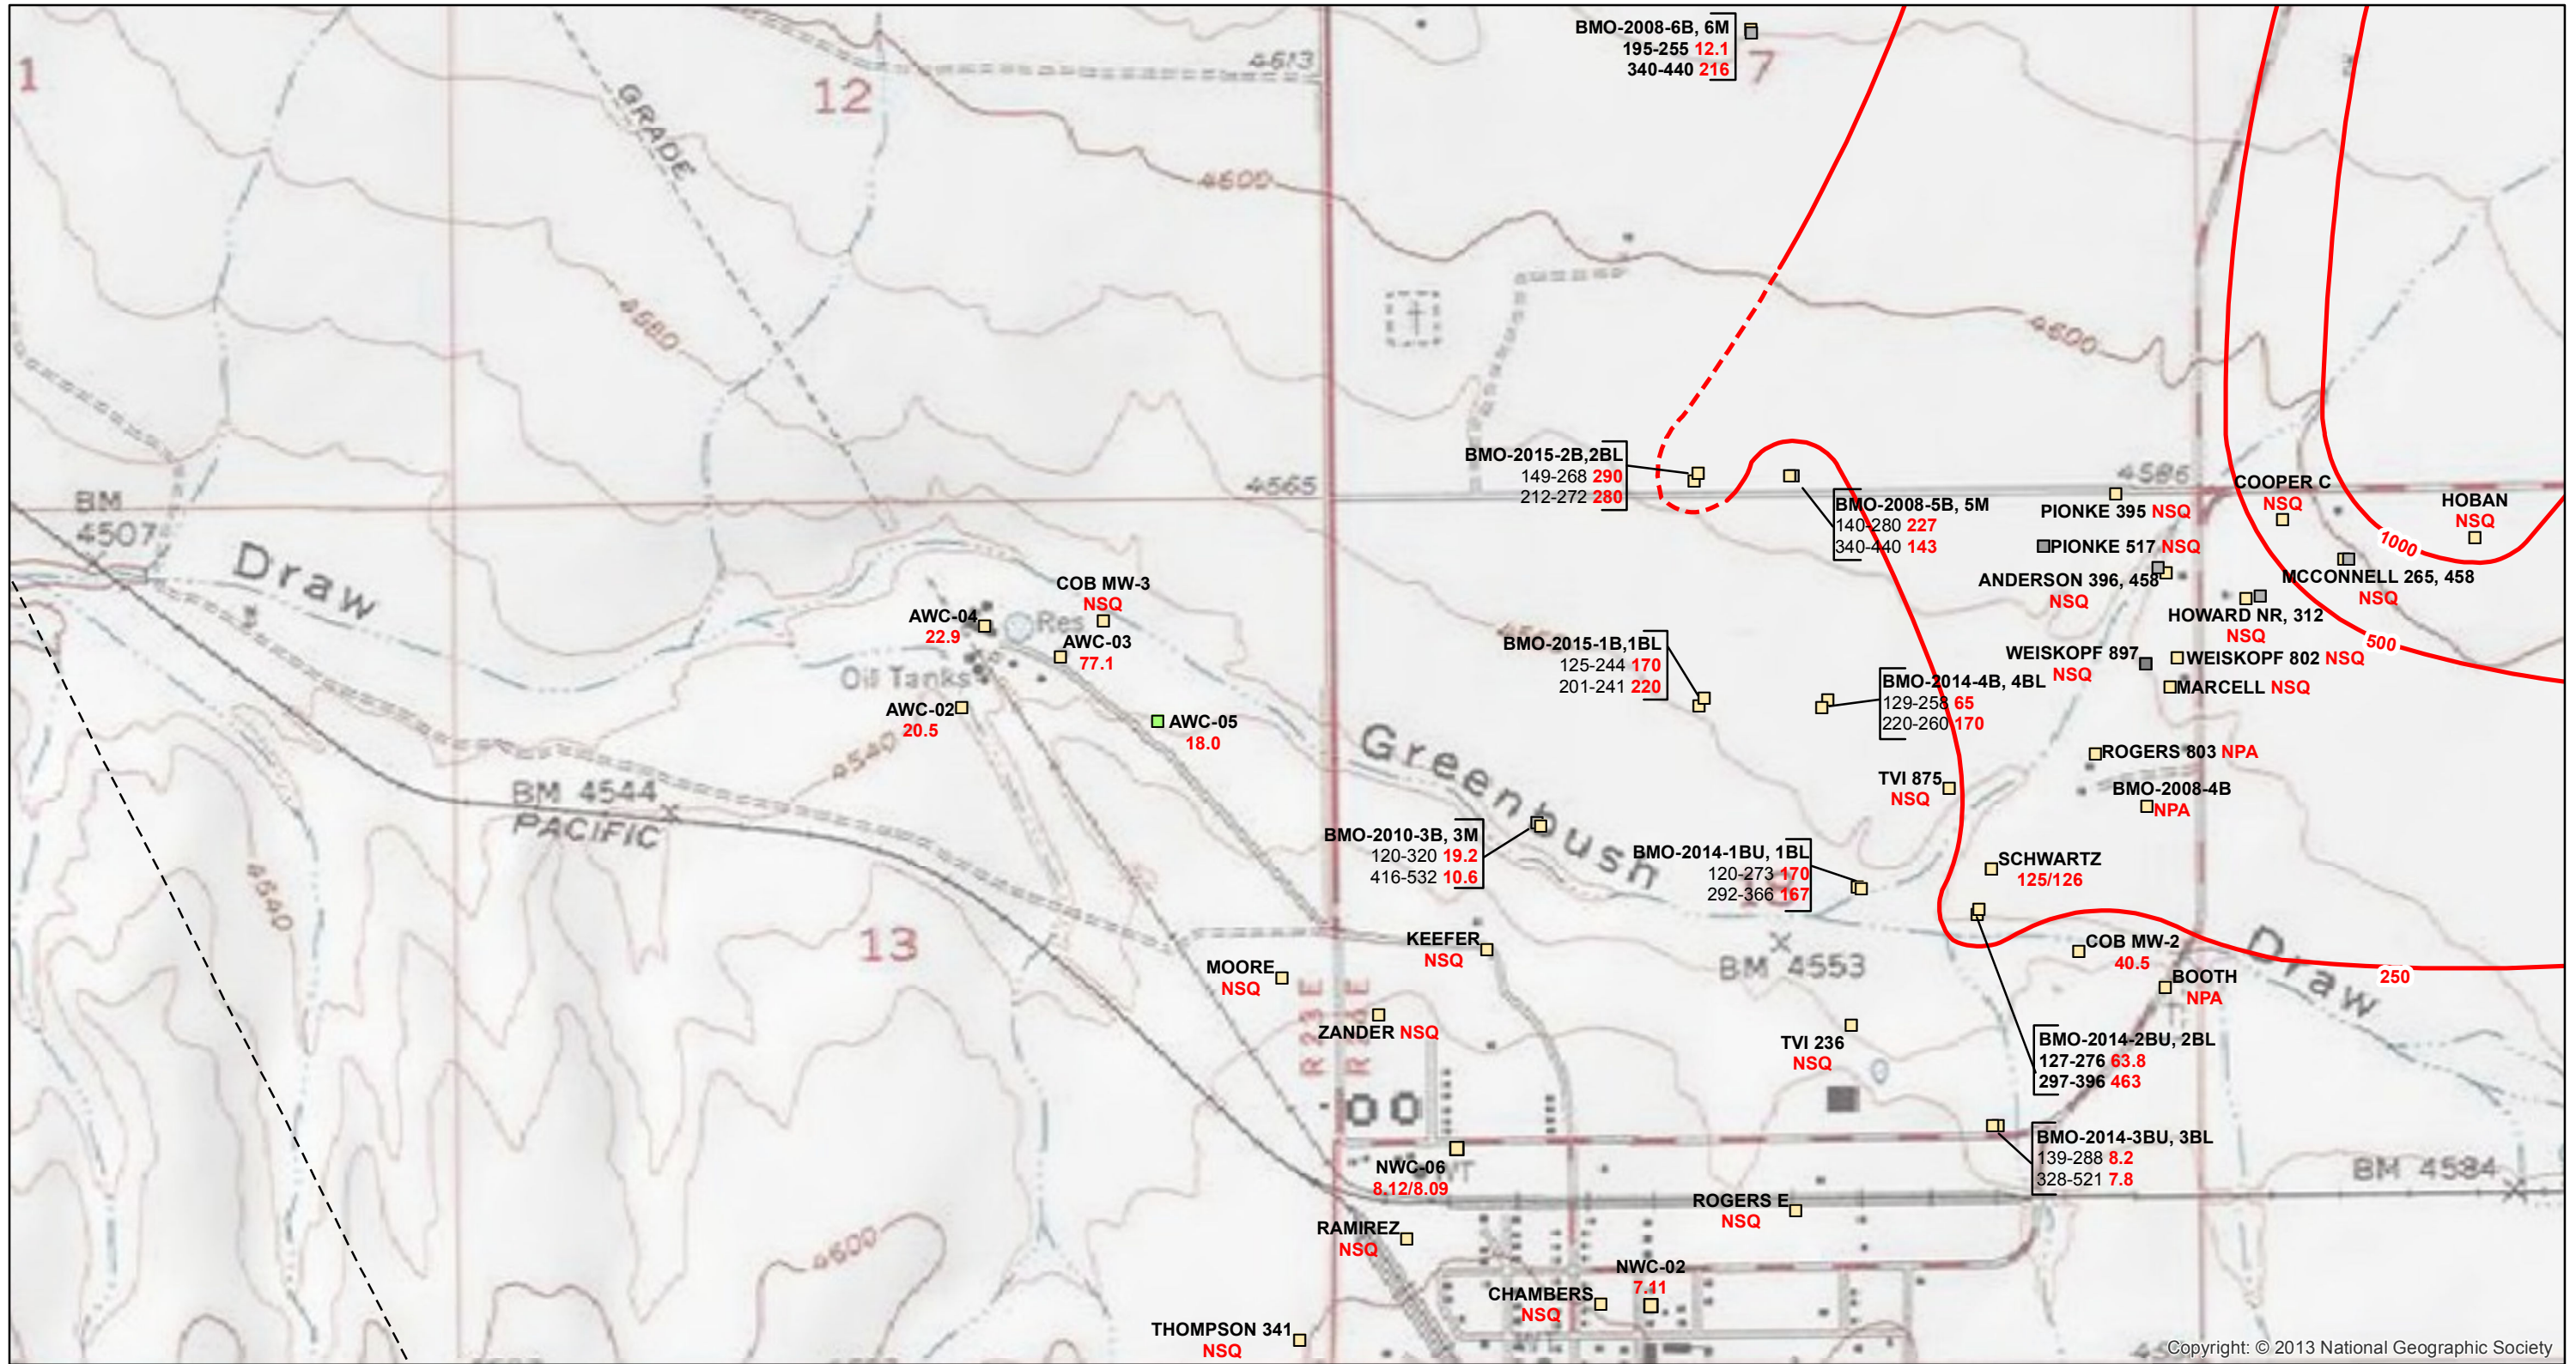 BMO-2008-6B, 6M
195-255 12.1
340-440 216
1
12
7
4613
GRADE
4600
4580
4600
BM
4507
Draw
4565
BMO-2015-2B,2BL
149-268 290
212-272 280
BMO-2008-5B, 5M
140-280 227
340-440 143
4586
PIONKE 395 NSQ
COOPER C
NSQ
HOBAN
NSQ
1000
PIONKE 517 NSQ
ANDERSON 396, 458
NSQ
MCCONNELL 265, 458
NSQ
HOWARD NR, 312
NSQ
500
WEISKOPF 897
NSQ
WEISKOPF 802 NSQ
MARCELL NSQ
COB MW-3
NSQ
AWC-04
22.9
Res
AWC-03
77.1
Oil Tanks
AWC-02
20.5
AWC-05
18.0
4540
BMO-2015-1B,1BL
125-244 170
201-241 220
BMO-2014-4B, 4BL
129-258 65
220-260 170
Greenbush
ROGERS 803 NPA
TVI 875
NSQ
BMO-2008-4B
NPA
BM 4544
PACIFIC
4640
BMO-2010-3B, 3M
120-320 19.2
416-532 10.6
BMO-2014-1BU, 1BL
120-273 170
292-366 167
SCHWARTZ
125/126
13
KEEFER
NSQ
MOORE
NSQ
BM 4553
COB MW-2
40.5
Draw
250
BOOTH
NPA
R 23 E
ZANDER NSQ
TVI 236
NSQ
BMO-2014-2BU, 2BL
127-276 63.8
297-396 463
BMO-2014-3BU, 3BL
139-288 8.2
328-521 7.8
NWC-06
8.12/8.09
BM 4584
ROGERS E
NSQ
RAMIREZ
NSQ
4600
NWC-02
7.11
CHAMBERS
NSQ
THOMPSON 341
NSQ
Copyright: © 2013 National Geographic Society